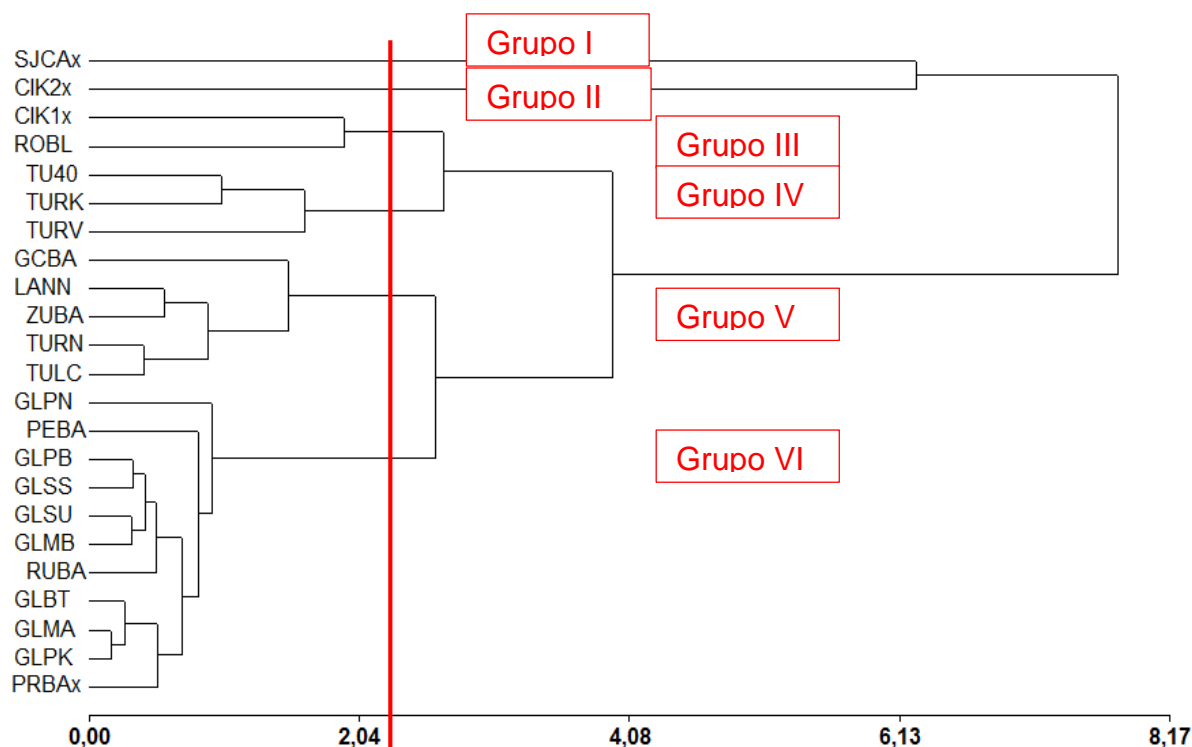 Grupo I
SJCAx
CIK2x
Grupo II
CIK1x
ROBL
Grupo III
TU40
Grupo IV
TURK
TURV
GCBA
LANN
ZUBA
Grupo V
TURN
TULC
GLPN
PEBA
GLPB
Grupo VI
GLSS
GLSU
GLMB
RUBA
GLBT
GLMA
GLPK
PRBAx
0,00 2,04 4,08 6,13 8,17